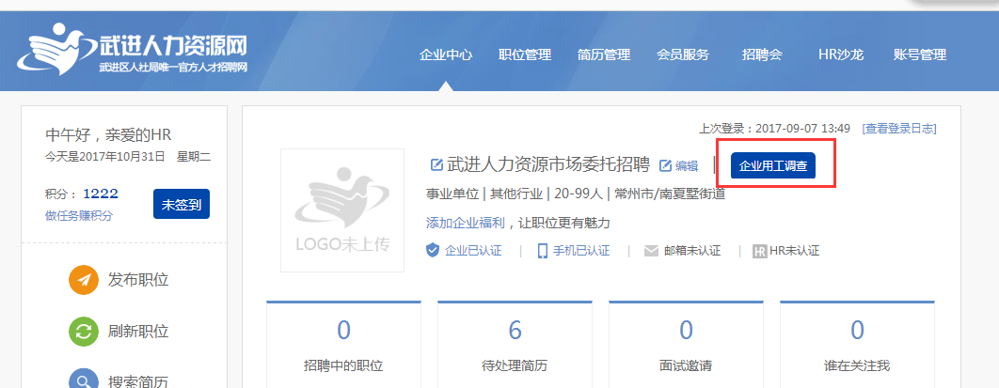 武进人力资源网
武进区人社局唯一官方人才招聘网
企业中心 职位管理 简历管理 会员服务 招聘会 HR沙龙 账号管理
中午好，亲爱的HR
今天是2017年10月31日 星期二
积分： 1222
做任务赚积分
未签到
发布职位
刷新职位
搜索简历
上次登录：2017-09-07 13:49 [查看登录日志]
LOGO未上传
武进人力资源市场委托招聘 编辑 | 企业用工调查
事业单位 | 其他行业 | 20-99人 | 常州市/南夏墅街道
添加企业福利，让职位更有魅力
企业已认证 | 手机已认证 | 邮箱未认证 | HR HR未认证
0 6 0 0
招聘中的职位 待处理简历 面试邀请 谁在关注我